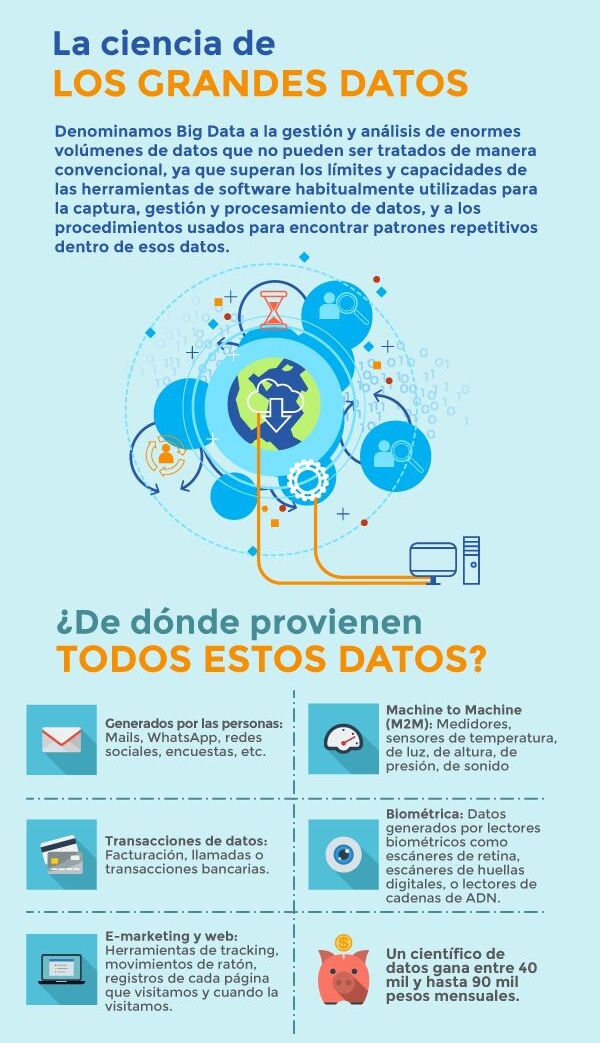 La ciencia de
LOS GRANDES DATOS
Denominamos Big Data a la gestión y análisis de enormes
volúmenes de datos que no pueden ser tratados de manera
convencional, ya que superan los límites y capacidades de
las herramientas de software habitualmente utilizadas para
la captura, gestión y procesamiento de datos, y a los
procedimientos usados para encontrar patrones repetitivos
dentro de esos datos.
¿De dónde provienen
TODOS ESTOS DATOS?
Generados por las personas:
Mails, WhatsApp, redes
sociales, encuestas, etc.
Machine to Machine
(M2M): Medidores,
sensores de temperatura,
de luz, de altura, de
presión, de sonido
Transacciones de datos:
Facturación, llamadas o
transacciones bancarias.
Biométrica: Datos
generados por lectores
biométricos como
escáneres de retina,
escáneres de huellas
digitales, o lectores de
cadenas de ADN.
E-marketing y web:
Herramientas de tracking,
movimientos de ratón,
registros de cada página
que visitamos y cuando la
visitamos.
$
Un científico de
datos gana entre 40
mil y hasta 90 mil
pesos mensuales.